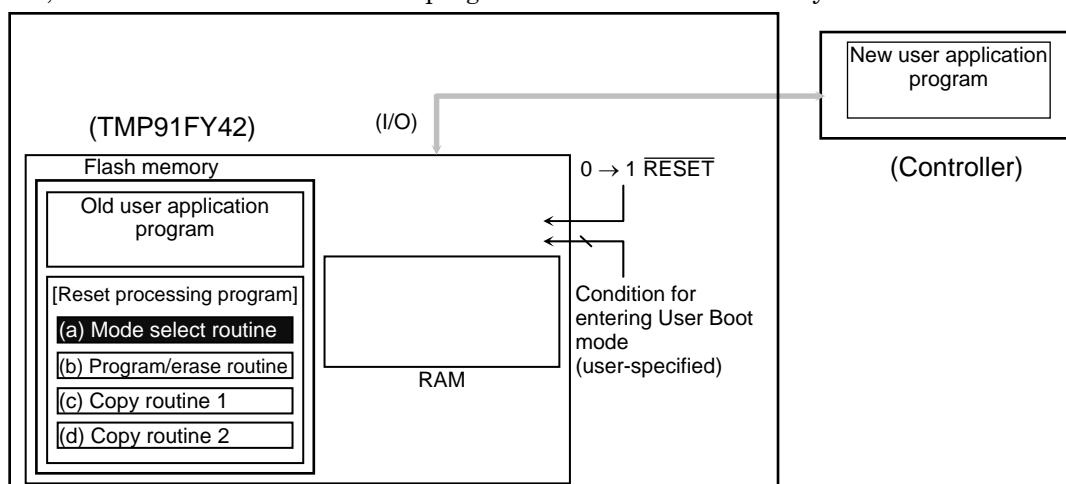 New user application
program
(TMP91FY42)
(I/O)
(Controller)
Flash memory
0 → 1 RESET
Old user application
program
[Reset processing program]
(a) Mode select routine
(b) Program/erase routine
(c) Copy routine 1
(d) Copy routine 2
RAM
Condition for
entering User Boot
mode
(user-specified)